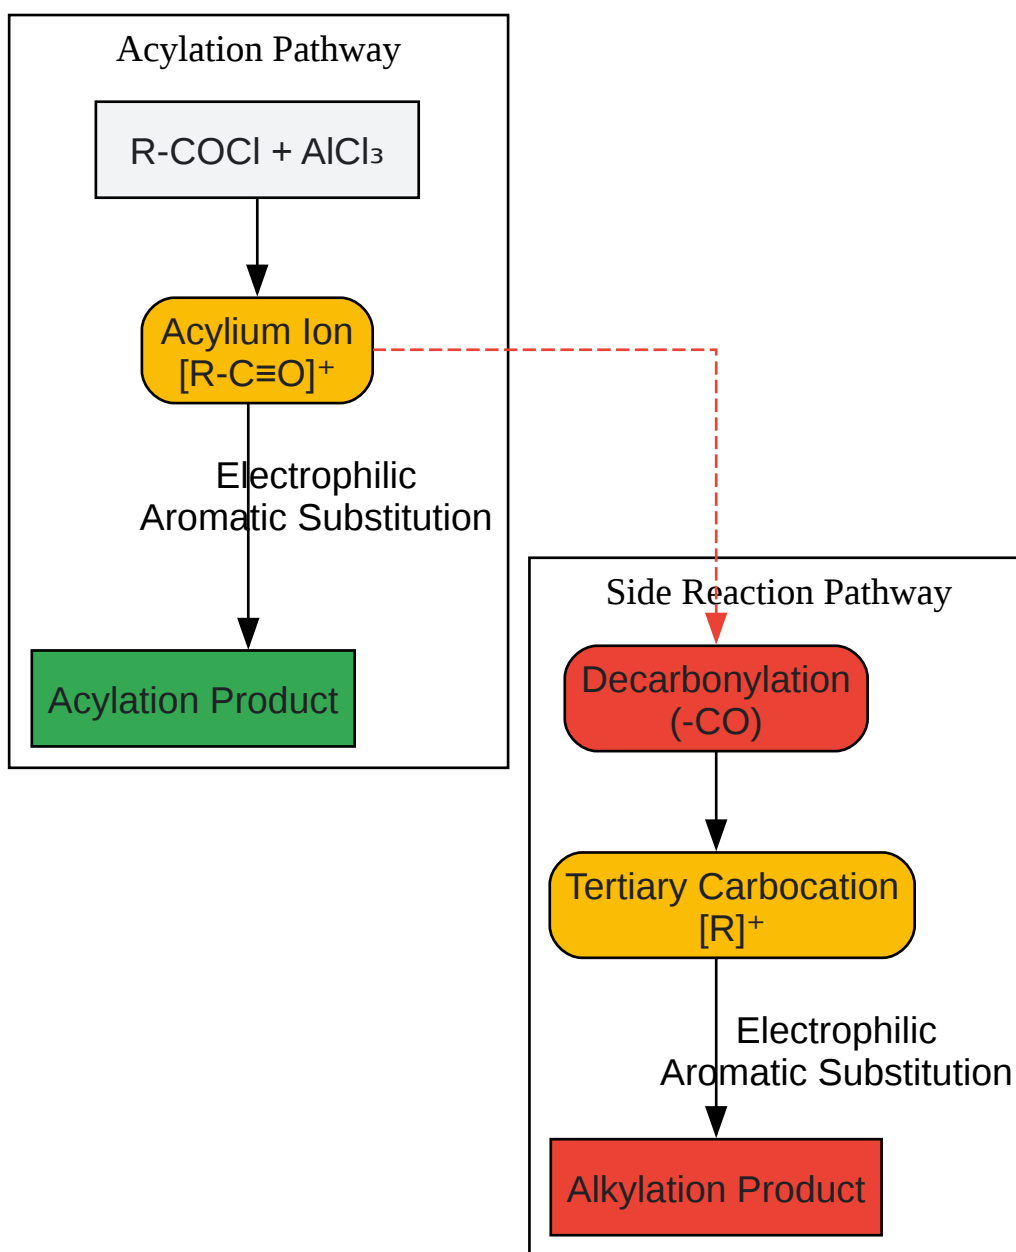 Acylation Pathway
R-COCl + AlCl₃
Acylium Ion
[R-C≡O]⁺
Electrophilic
Aromatic Substitution
Acylation Product
Side Reaction Pathway
Decarbonylation
(-CO)
Tertiary Carbocation
[R]⁺
Electrophilic
Aromatic Substitution
Alkylation Product